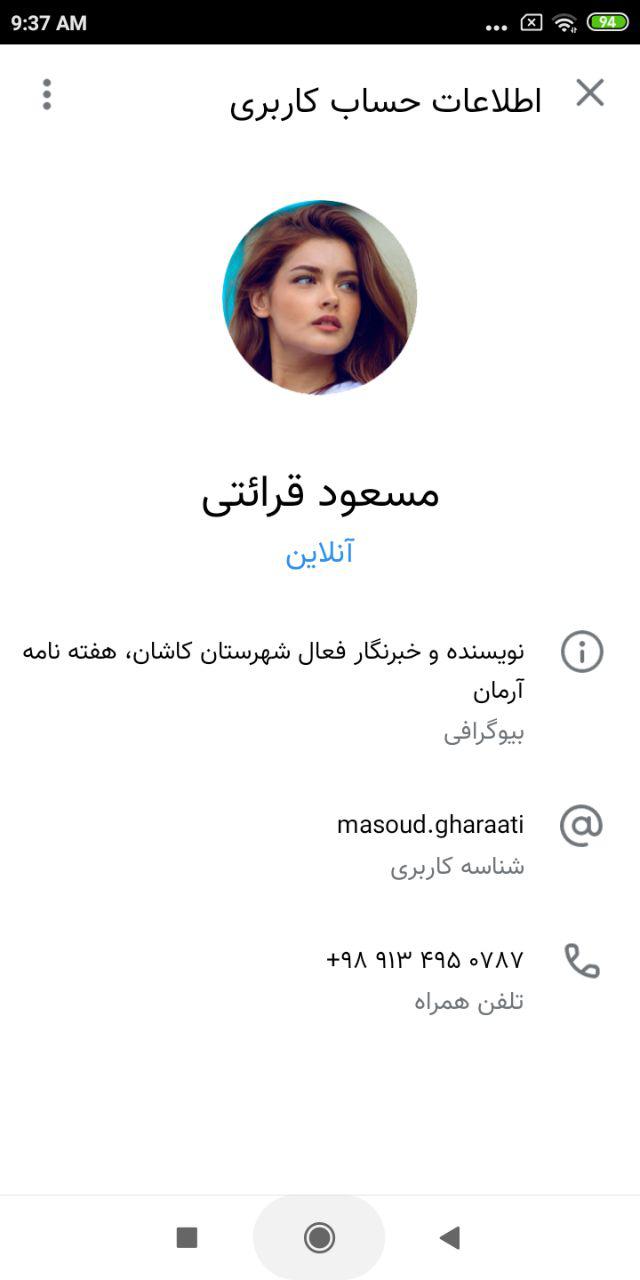 9:37 AM
94
اطلاعات حساب کاربری
مسعود قرائتی
آنلاین
نویسنده و خبرنگار فعال شهرستان کاشان، هفته نامه
آرمان
بیوگرافی
masoud.gharaati
شناسه کاربری
+۹۸ ۹۱۳ ۴۹۵ ۰۷۸۷
تلفن همراه